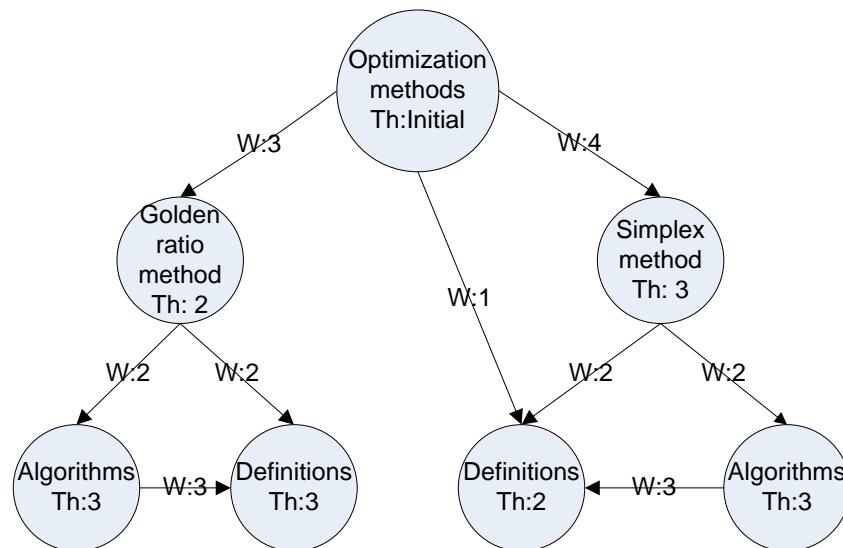 Optimization
methods
Th:Initial
W:3
W:4
Golden
ratio
method
Th: 2
Simplex
method
Th: 3
W:1
W:2
W:2
W:2
W:2
Algorithms
Th:3
W:3
Definitions
Th:3
Definitions
Th:2
W:3
Algorithms
Th:3